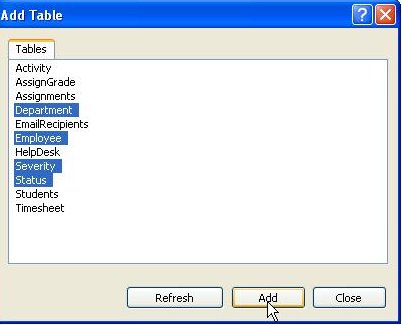 Add Table
Tables
Activity
AssignGrade
Assignments
Department
EmailRecipients
Employee
HelpDesk
Severity
Status
Students
Timesheet
Refresh Add Close